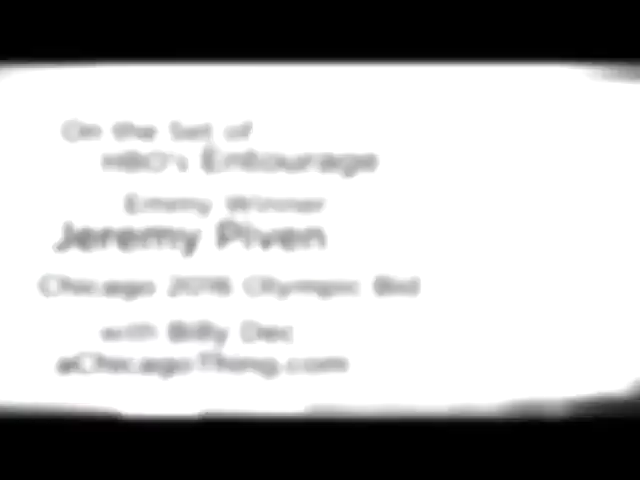 On the Set of
HBO's Entourage
Emmy Winner
Jeremy Piven
Chicago 2016 Olympic Bid
with Billy Dec
aChicagoThing.com